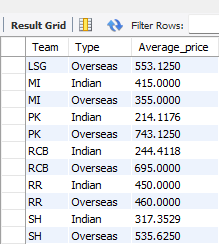 Result Grid Filter Rows:
Team Type Average_price
LSG Overseas 553.1250
MI Indian 415.0000
MI Overseas 355.0000
PK Indian 214.1176
PK Overseas 743.1250
RCB Indian 244.4118
RCB Overseas 695.0000
RR Indian 450.0000
RR Overseas 460.0000
SH Indian 317.3529
SH Overseas 535.6250